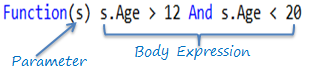 Function(s) s.Age > 12 And s.Age < 20
Parameter
Body Expression